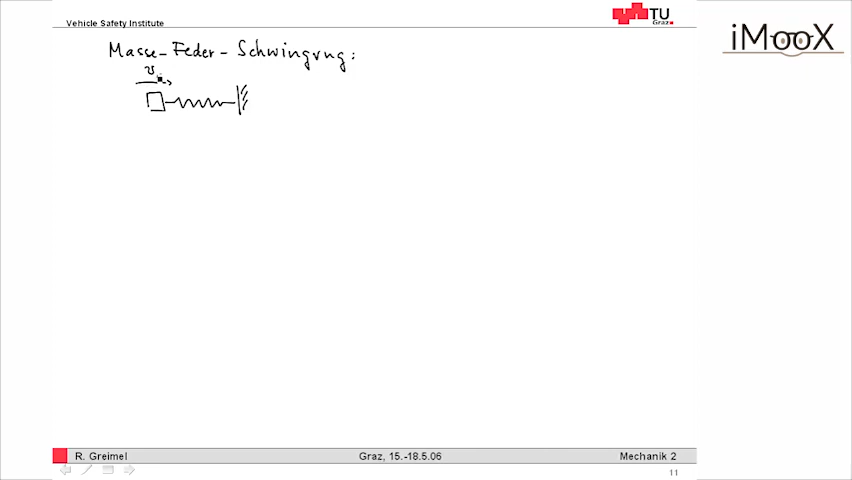 Vehicle Safety Institute
TU
Graz
iMooX
Masse-Feder-Schwingung:
v
R. Greimel
Graz, 15.-18.5.06
Mechanik 2
11